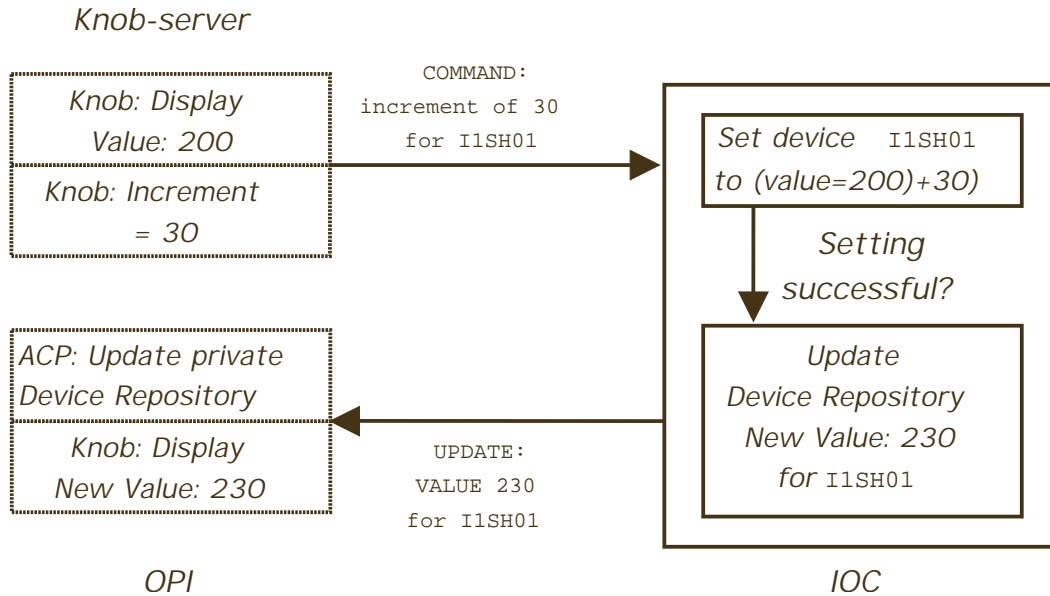 Knob-server
Knob: Display
Value: 200
Knob: Increment
= 30
COMMAND:
increment of 30
for I1SH01
Set device I1SH01
to (value=200)+30)
Setting
successful?
Update
Device Repository
New Value: 230
for I1SH01
UPDATE:
VALUE 230
for I1SH01
ACP: Update private
Device Repository
Knob: Display
New Value: 230
OPI
IOC